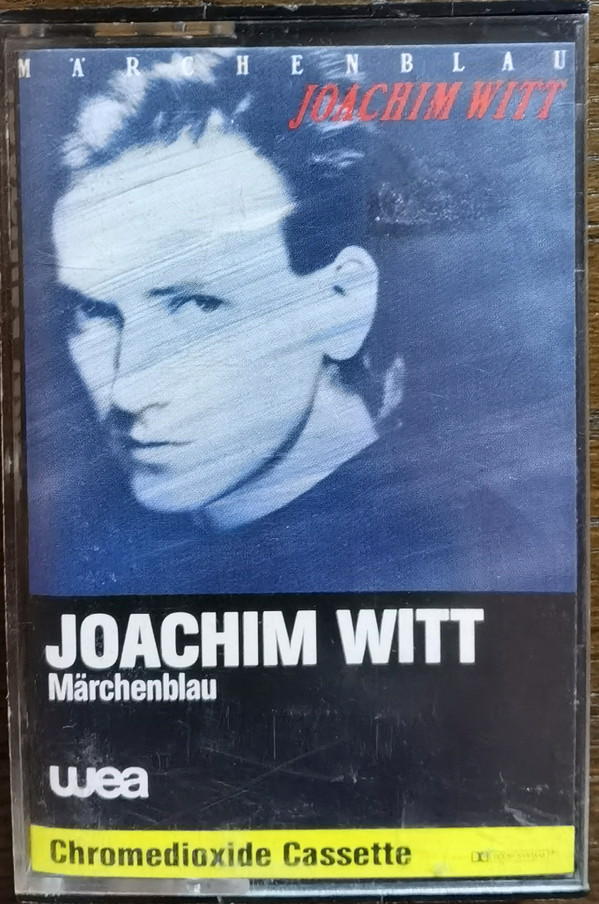 MÄRCHENBLAU
JOACHIM WITT
JOACHIM WITT
Märchenblau
wea
Chromedioxide Cassette